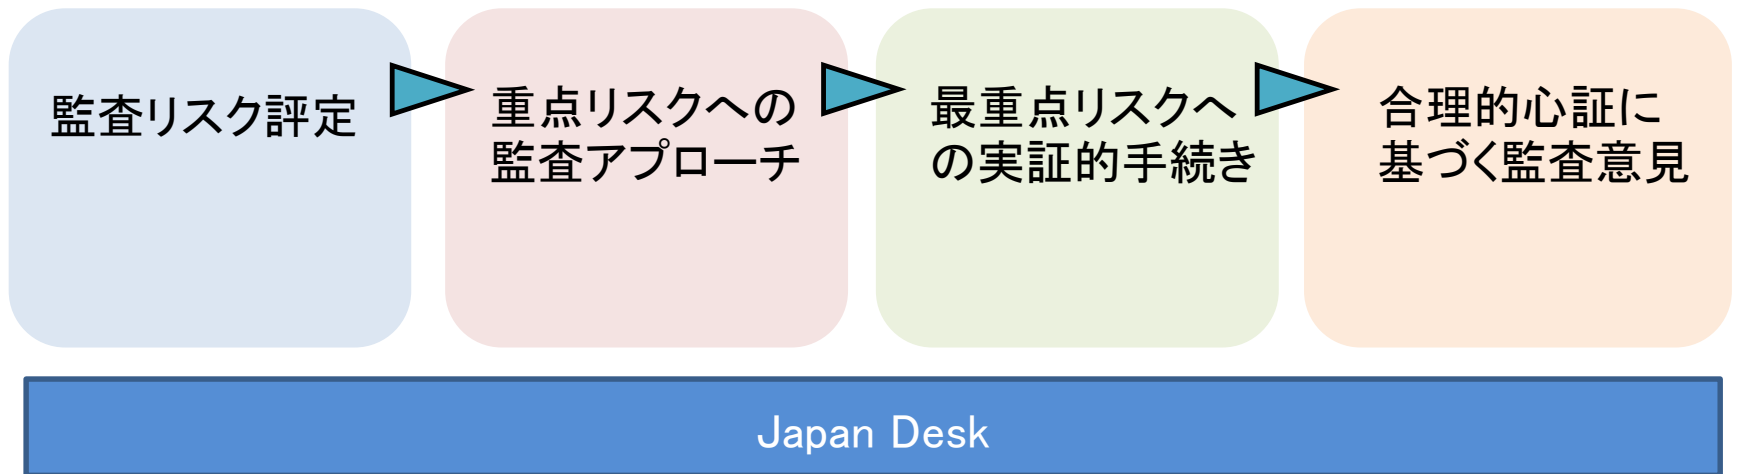 監査リスク評定
重点リスクへの
監査アプローチ
最重点リスクへ
の実証的手続き
合理的心証に
基づく監査意見
Japan Desk